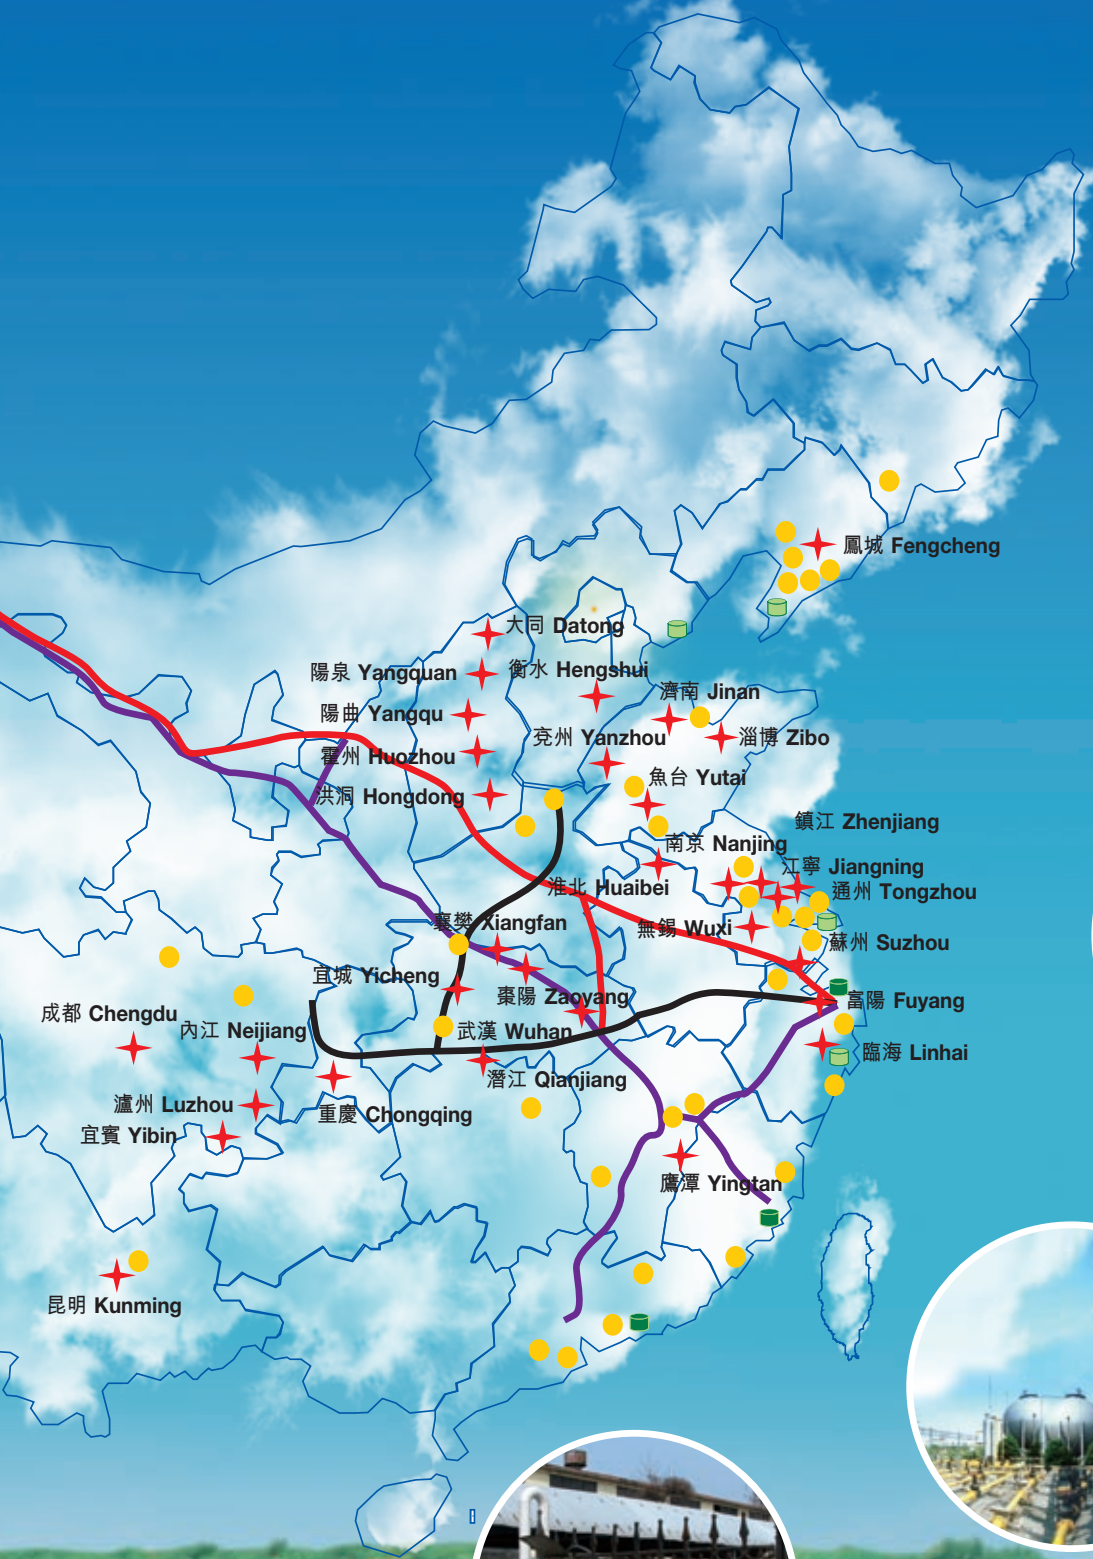 鳳城 Fengcheng
大同 Datong
陽泉 Yangquan
衡水 Hengshui
濟南 Jinan
陽曲 Yangqu
兗州 Yanzhou
淄博 Zibo
霍州 Huozhou
魚台 Yutai
洪洞 Hongdong
鎮江 Zhenjiang
南京 Nanjing
江寧 Jiangning
淮北 Huaibei
通州 Tongzhou
襄樊 Xiangfan
無錫 Wuxi
蘇州 Suzhou
宜城 Yicheng
棗陽 Zaoyang
富陽 Fuyang
成都 Chengdu
內江 Neijiang
武漢 Wuhan
臨海 Linhai
潛江 Qianjiang
瀘州 Luzhou
重慶 Chongqing
宜賓 Yibin
鷹潭 Yingtan
昆明 Kunming